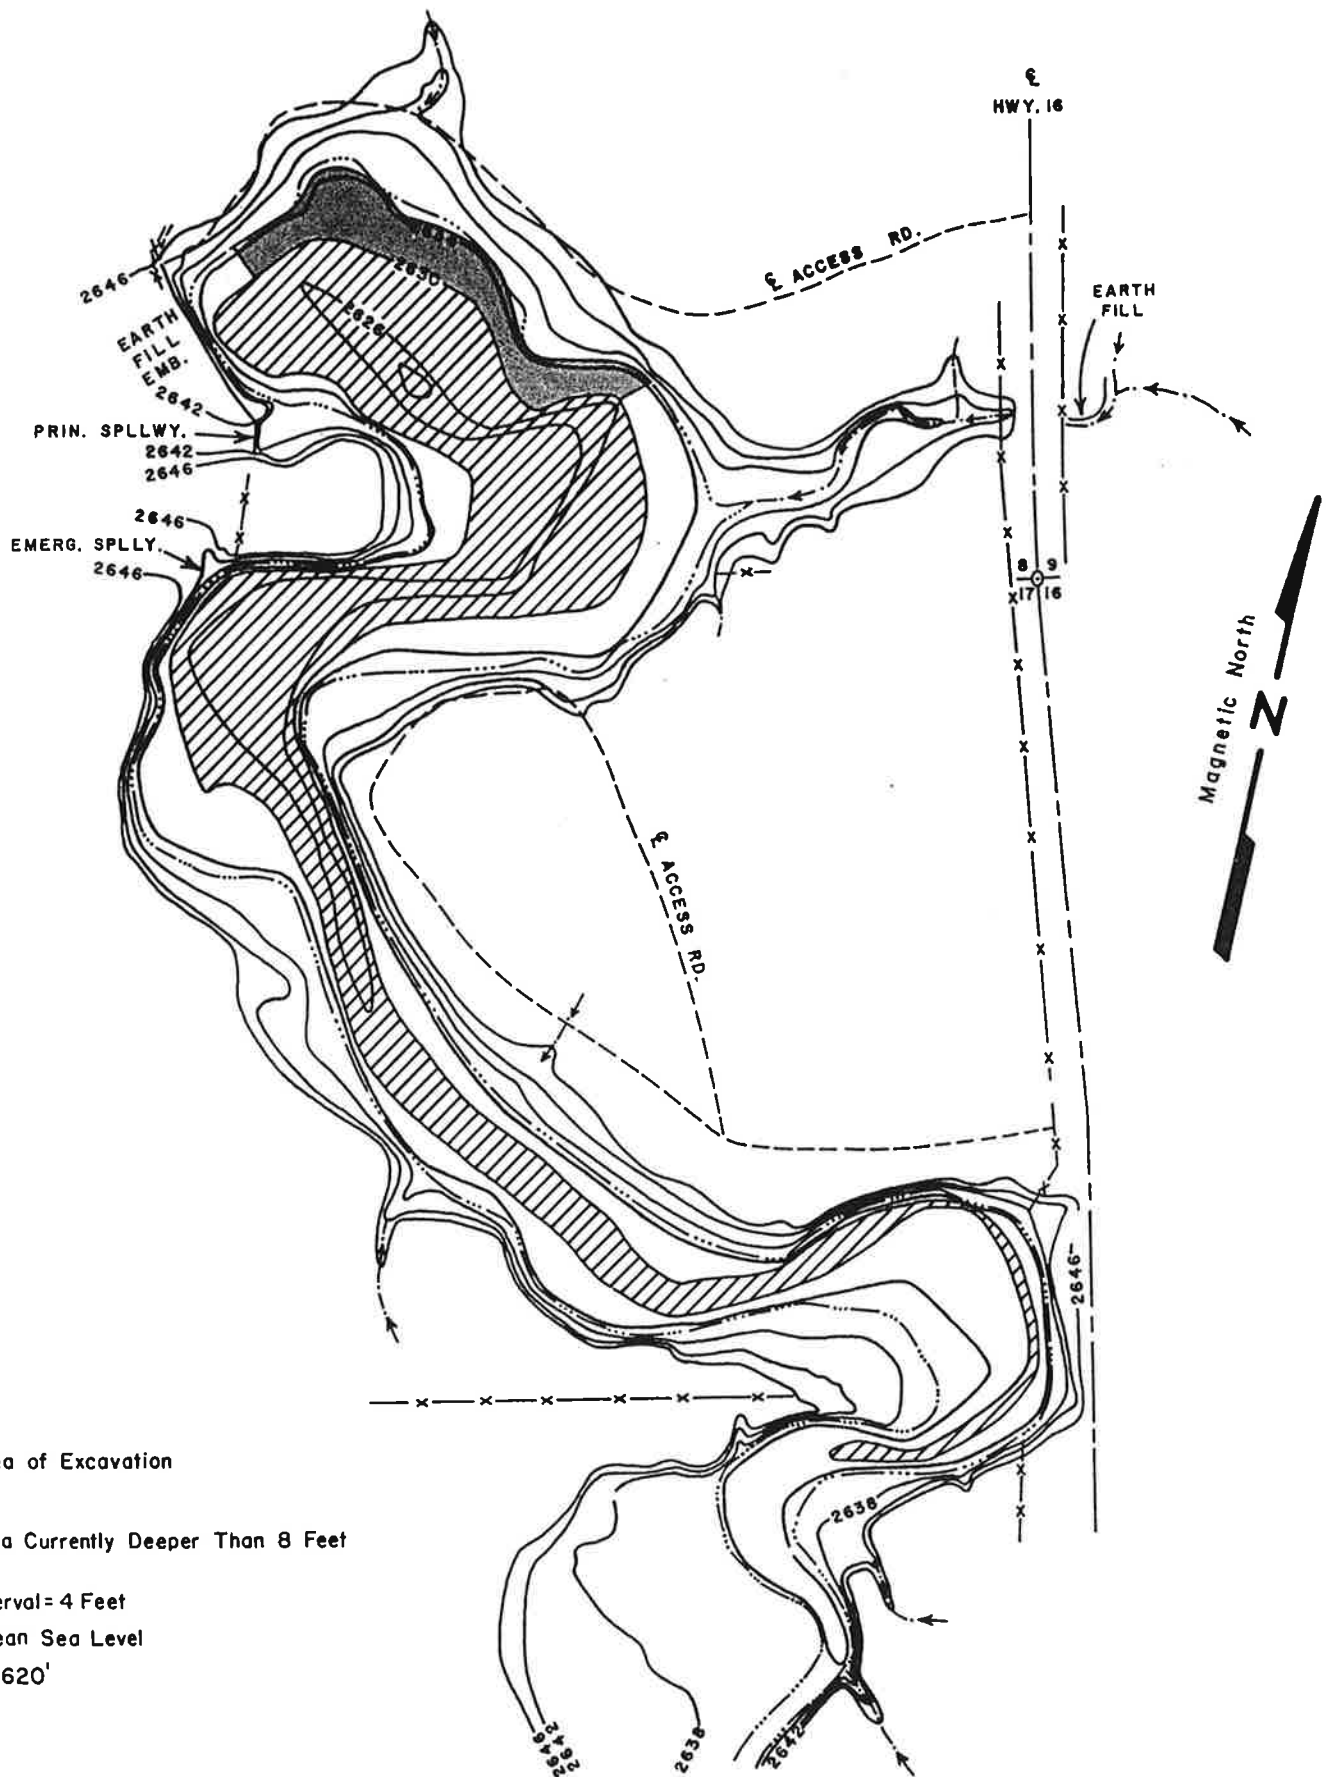 ℄
HWY. 16
℄ ACCESS RD.
EARTH
FILL
2646
2630
2626
EARTH
FILL
EMB.
2642
PRIN. SPLLWY.
2642
2646
2646
EMERG. SPLLY.
2646
8 9
17 16
Magnetic North
N
℄ ACCESS RD.
2646
a of Excavation
2638
a Currently Deeper Than 8 Feet
erval = 4 Feet
ean Sea Level
620'
2646
2642
2638
2642